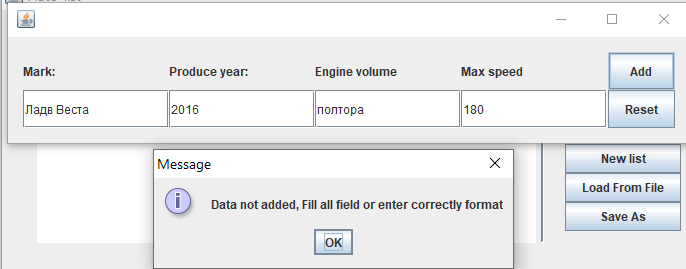 Mark: Produce year: Engine volume Max speed Add
Ладв Веста 2016 полтора 180 Reset
New list
Load From File
Save As
Message
Data not added, Fill all field or enter correctly format
OK